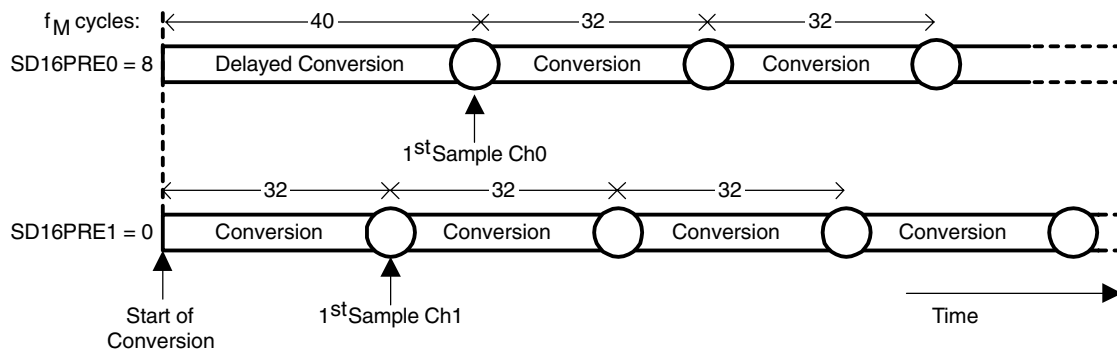 f_M cycles: 40 32 32
SD16PRE0 = 8 Delayed Conversion Conversion Conversion
1st Sample Ch0
32 32 32
SD16PRE1 = 0 Conversion Conversion Conversion Conversion
Start of
Conversion
1st Sample Ch1
Time